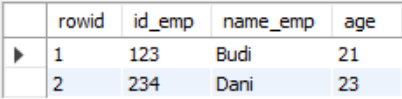 rowid id_emp name_emp age
1 123 Budi 21
2 234 Dani 23